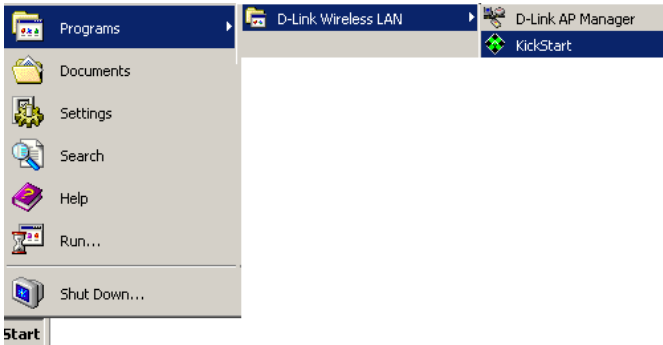 Programs
D-Link Wireless LAN
D-Link AP Manager
KickStart
Documents
Settings
Search
Help
Run...
Shut Down...
Start